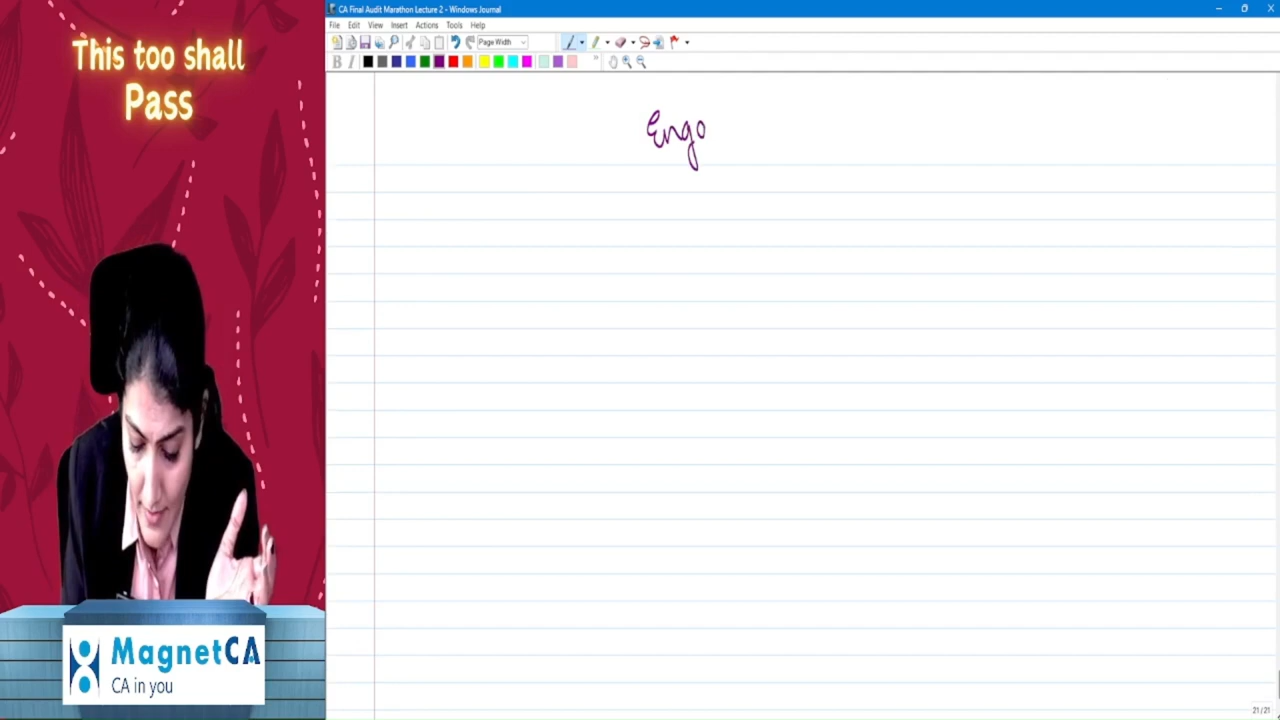 This too shall
Pass
CA Final Audit Marathon Lecture 2 - Windows Journal
File Edit View Insert Actions Tools Help
Page Width
B I
Engo
MagnetCA
CA in you
21 / 21